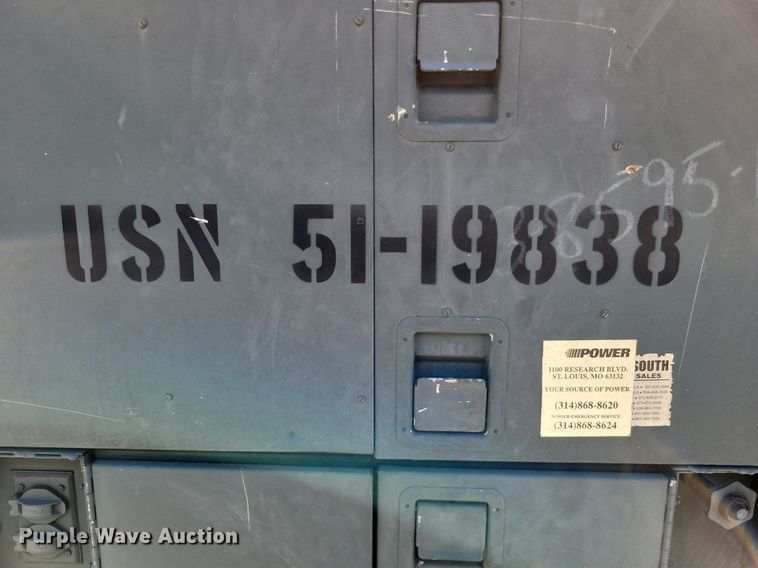 38595-
USN 51-19838
POWER
1100 RESEARCH BLVD.
ST. LOUIS, MO 63132
YOUR SOURCE OF POWER
(314)868-8620
24 HOUR EMERGENCY SERVICE
(314)868-8624
SOUTH
SALES
Purple Wave Auction